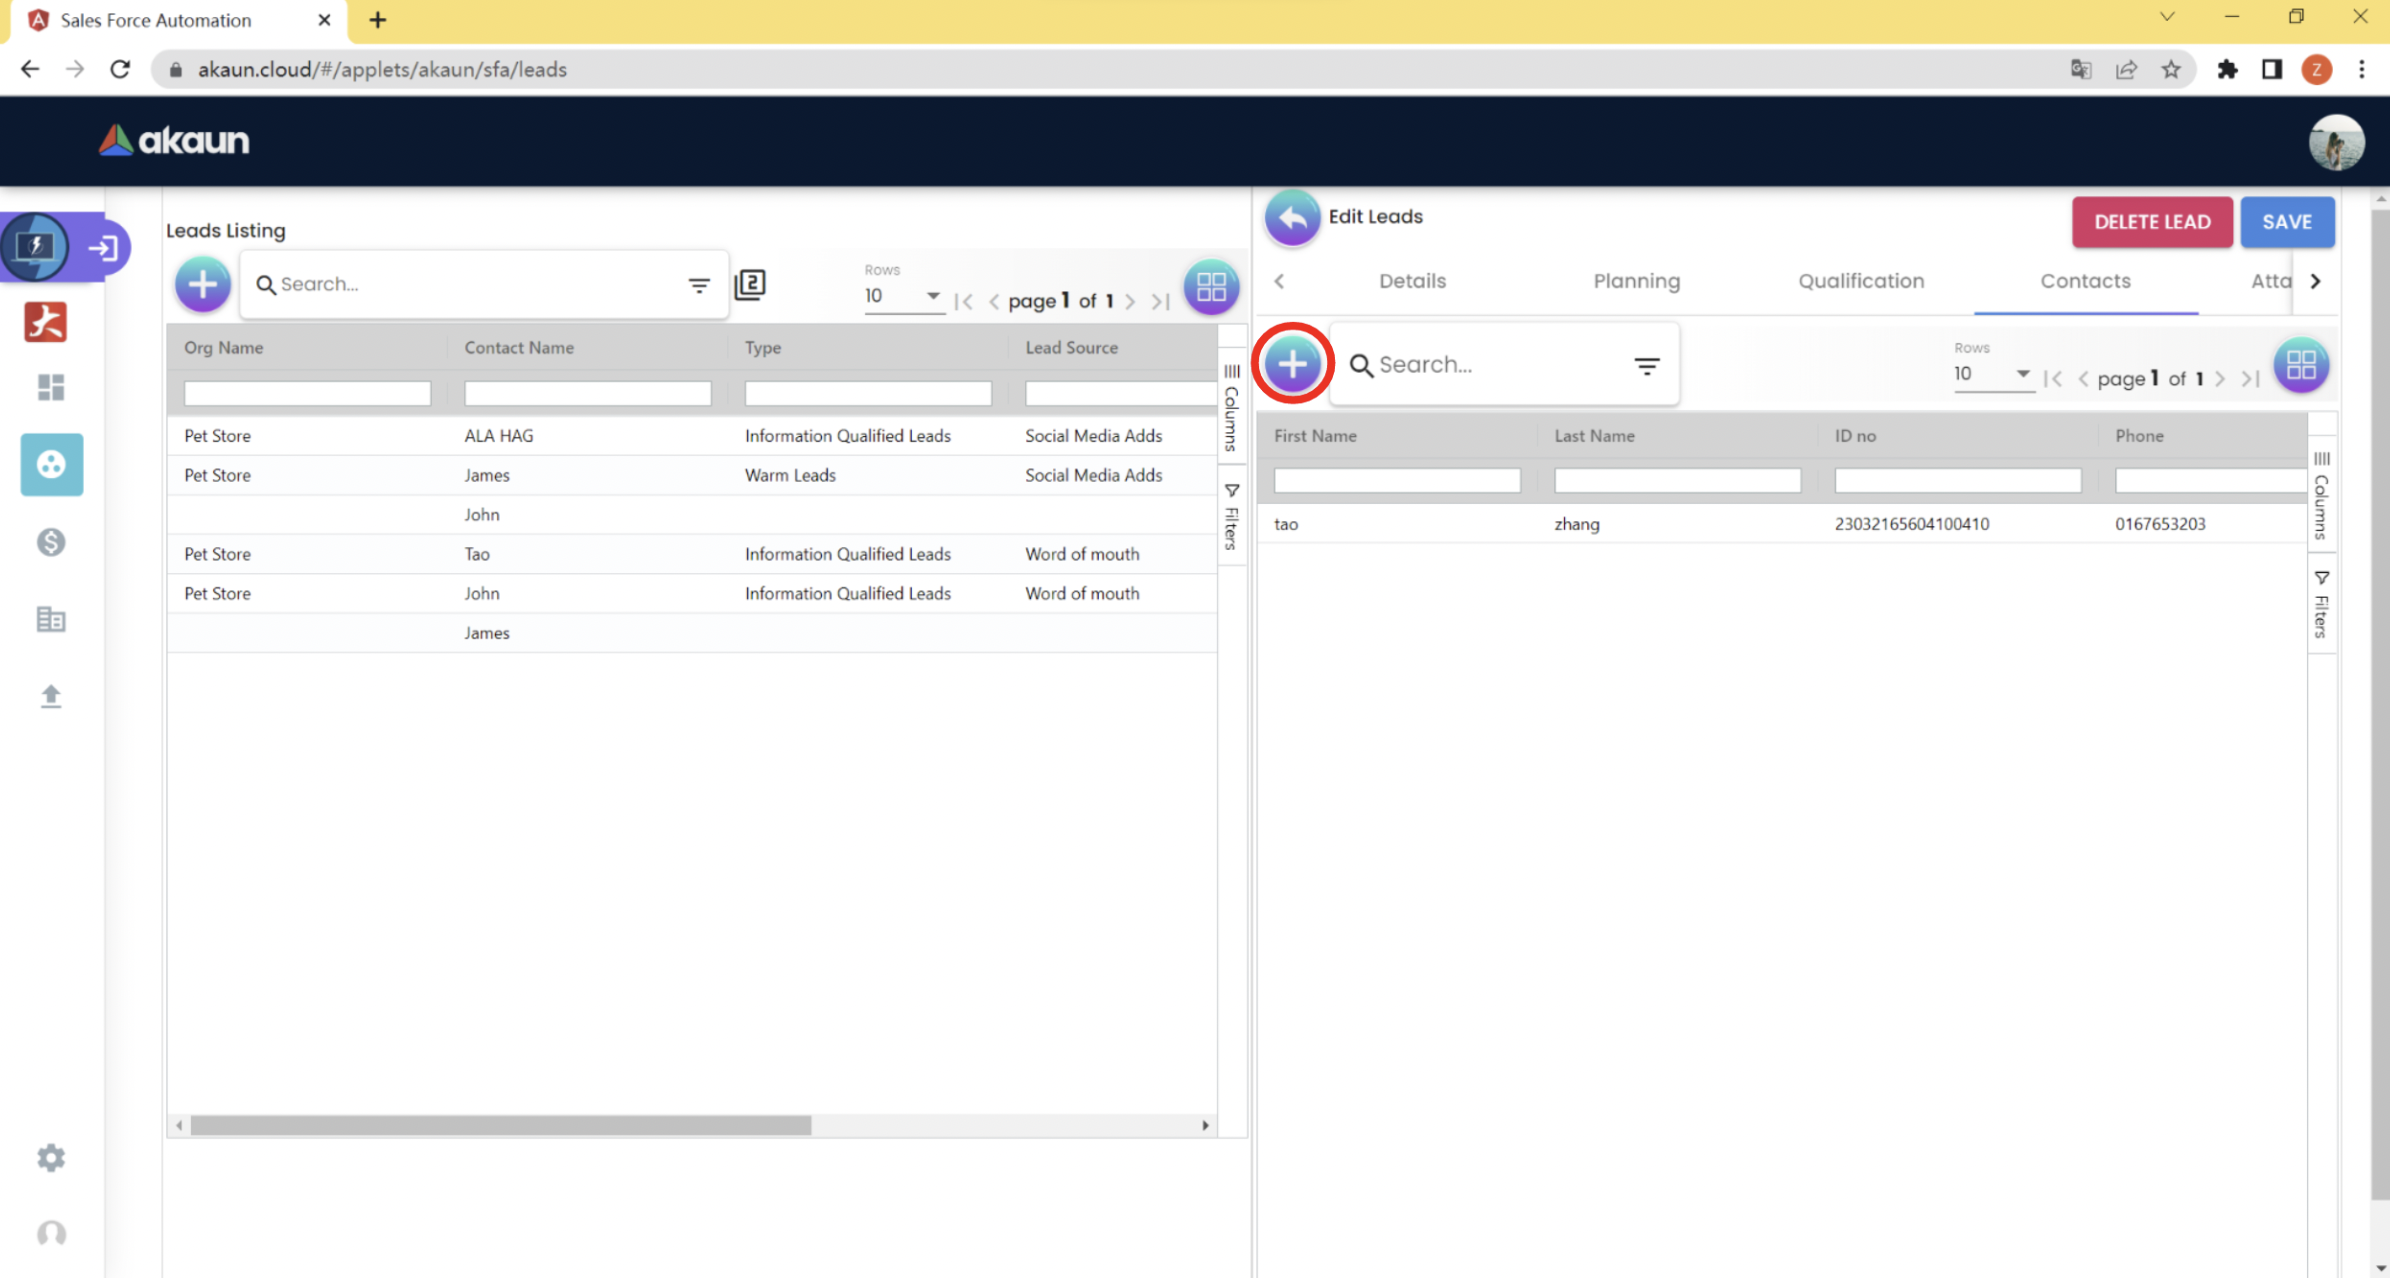 Sales Force Automation
akaun.cloud/#/applets/akaun/sfa/leads
Z
akaun
Leads Listing
Search...
2
Rows
10
page 1 of 1
Org Name Contact Name Type Lead Source
Pet Store ALA HAG Information Qualified Leads Social Media Adds
Pet Store James Warm Leads Social Media Adds
John
Pet Store Tao Information Qualified Leads Word of mouth
Pet Store John Information Qualified Leads Word of mouth
James
Columns
Filters
Edit Leads
DELETE LEAD
SAVE
Details Planning Qualification Contacts Atta
Search...
Rows
10
page 1 of 1
First Name Last Name ID no Phone
tao zhang 23032165604100410 0167653203
Columns
Filters